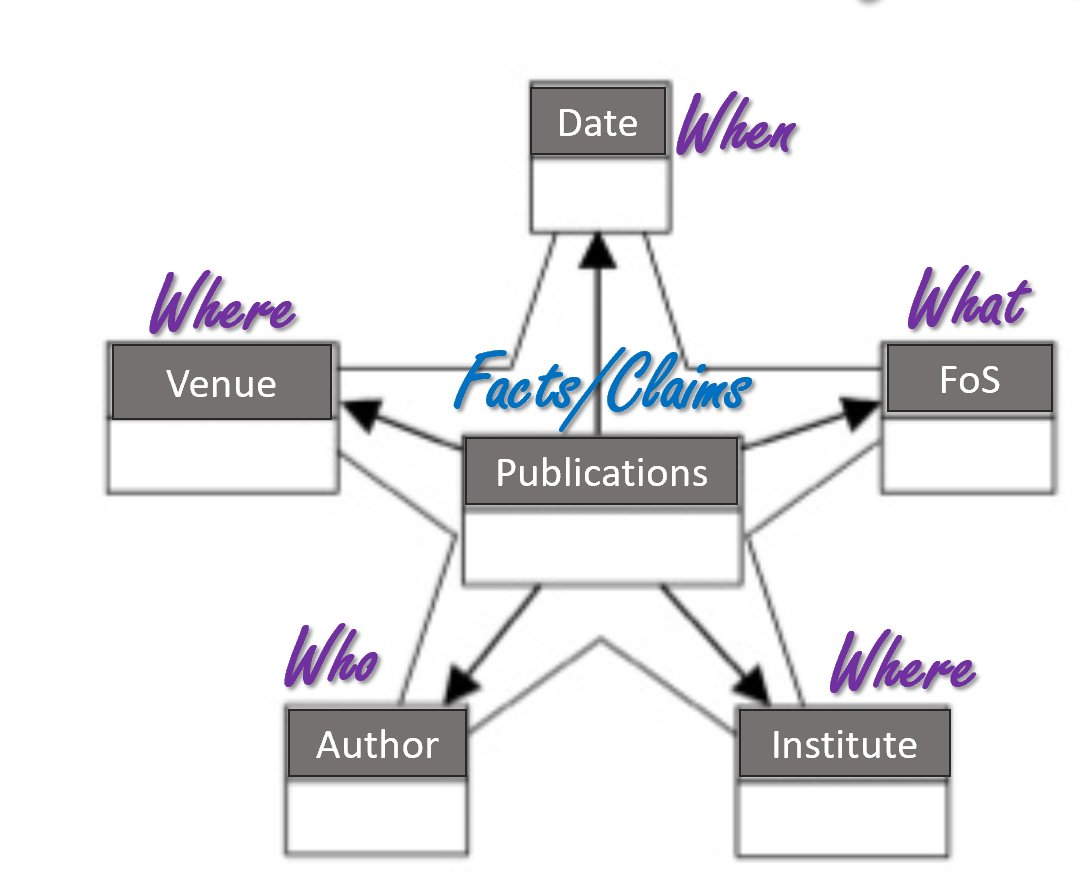 Date
When
Where
What
Venue
Facts/Claims
FoS
Publications
Who
Where
Author
Institute